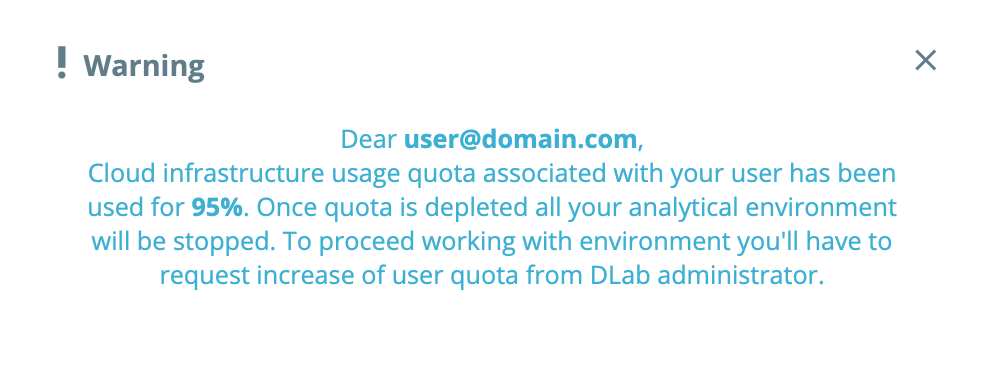 Warning
Dear user@domain.com,
Cloud infrastructure usage quota associated with your user has been
used for 95%. Once quota is depleted all your analytical environment
will be stopped. To proceed working with environment you'll have to
request increase of user quota from DLab administrator.